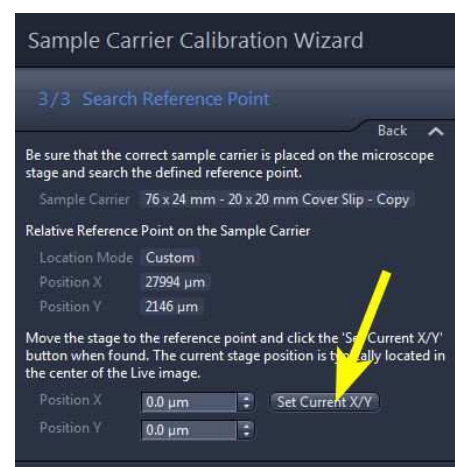 Sample Carrier Calibration Wizard
3/3 Search Reference Point
Back
Be sure that the correct sample carrier is placed on the microscope
stage and search the defined reference point.
Sample Carrier 76 x 24 mm - 20 x 20 mm Cover Slip - Copy
Relative Reference Point on the Sample Carrier
Location Mode Custom
Position X 27994 µm
Position Y 2146 µm
Move the stage to the reference point and click the 'Set Current X/Y'
button when found. The current stage position is typically located in
the center of the Live image.
Position X 0.0 µm Set Current X/Y
Position Y 0.0 µm